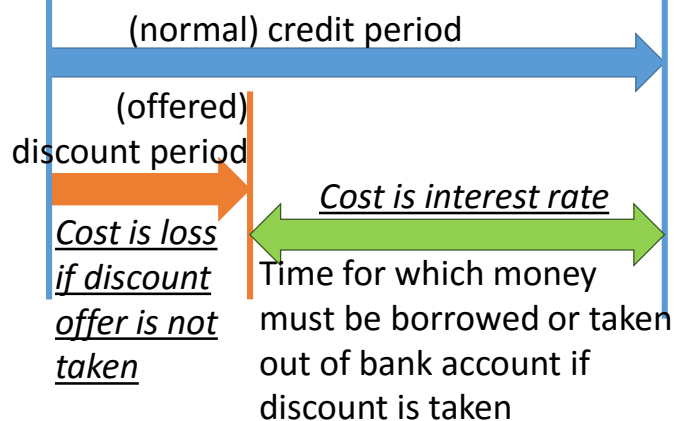 (normal) credit period
(offered)
discount period
Cost is interest rate
Cost is loss
if discount
offer is not
taken
Time for which money
must be borrowed or taken
out of bank account if
discount is taken